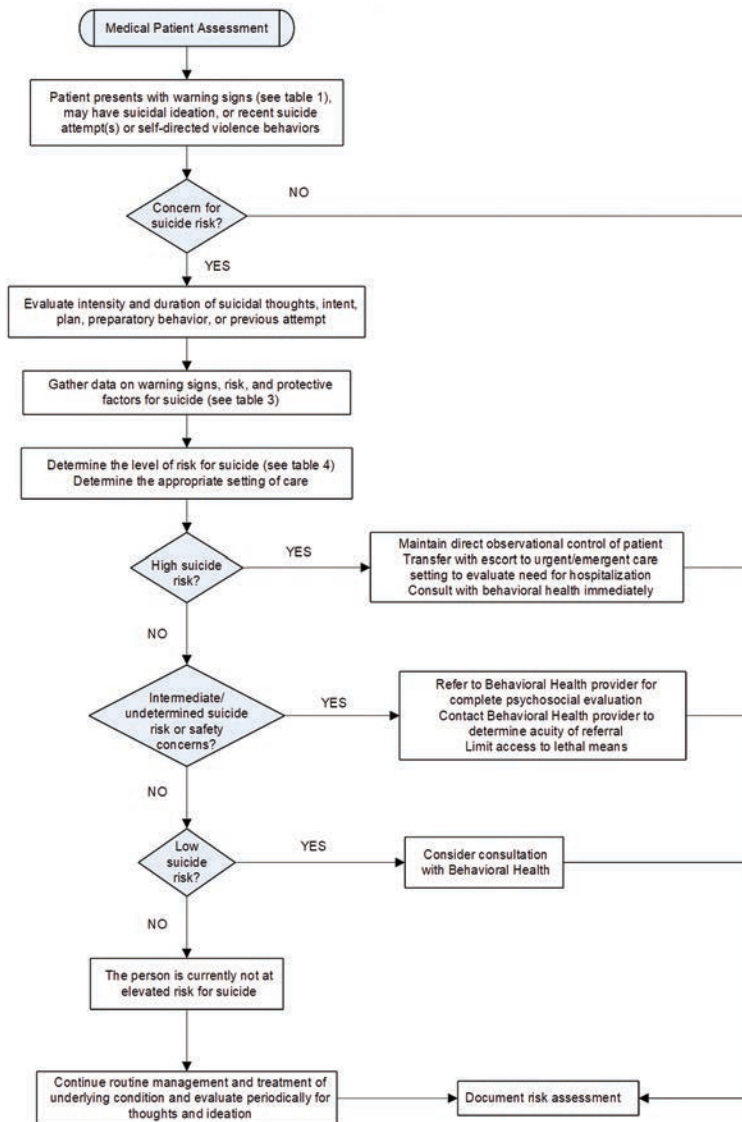 Medical Patient Assessment
Patient presents with warning signs (see table 1),
may have suicidal ideation, or recent suicide
attempt(s) or self-directed violence behaviors
Concern for
suicide risk?
NO
YES
Evaluate intensity and duration of suicidal thoughts, intent,
plan, preparatory behavior, or previous attempt
Gather data on warning signs, risk, and protective
factors for suicide (see table 3)
Determine the level of risk for suicide (see table 4)
Determine the appropriate setting of care
High suicide
risk?
YES
Maintain direct observational control of patient
Transfer with escort to urgent/emergent care
setting to evaluate need for hospitalization
Consult with behavioral health immediately
NO
Intermediate/
undetermined suicide
risk or safety
concerns?
YES
Refer to Behavioral Health provider for
complete psychosocial evaluation
Contact Behavioral Health provider to
determine acuity of referral
Limit access to lethal means
NO
Low
suicide
risk?
YES
Consider consultation
with Behavioral Health
NO
The person is currently not at
elevated risk for suicide
Continue routine management and treatment of
underlying condition and evaluate periodically for
thoughts and ideation
Document risk assessment